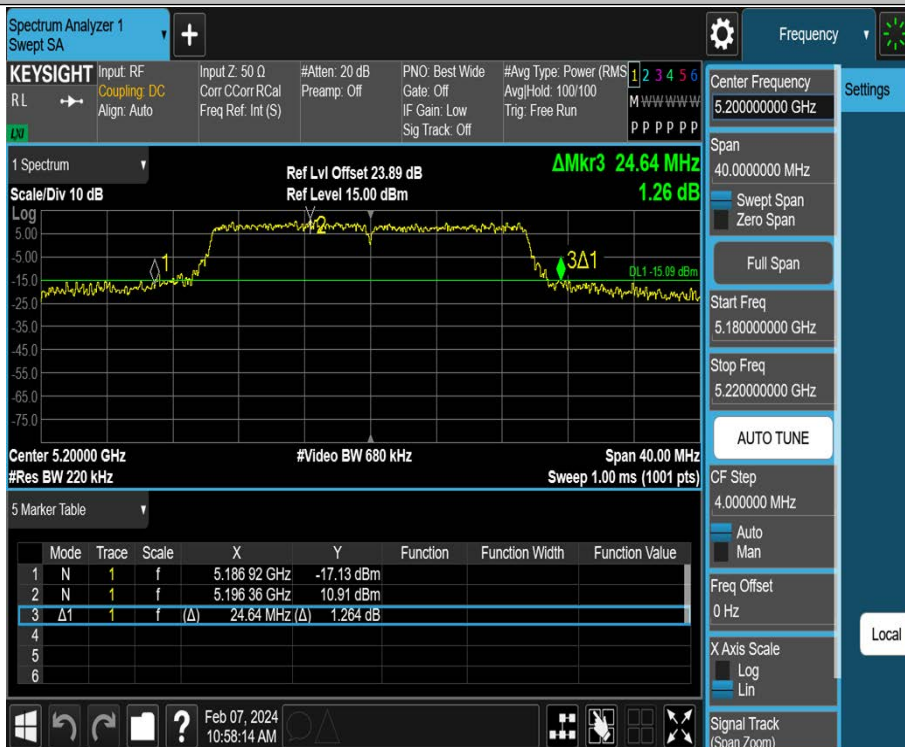 Spectrum Analyzer 1
Swept SA
+
Frequency
KEYSIGHT
RL
LXI
Input: RF
Coupling: DC
Align: Auto
Input Z: 50 Ω
Corr CCorr RCal
Freq Ref: Int (S)
#Atten: 20 dB
Preamp: Off
PNO: Best Wide
Gate: Off
IF Gain: Low
Sig Track: Off
#Avg Type: Power (RMS
Avg|Hold: 100/100
Trig: Free Run
1 2 3 4 5 6
M W W W W W
P P P P P P
1 Spectrum
Scale/Div 10 dB
Ref Lvl Offset 23.89 dB
Ref Level 15.00 dBm
ΔMkr3 24.64 MHz
1.26 dB
Log
5.00
-5.00
-15.0
-25.0
-35.0
-45.0
-55.0
-65.0
-75.0
1
2
3Δ1
DL1 -15.09 dBm
Center 5.20000 GHz
#Video BW 680 kHz
Span 40.00 MHz
#Res BW 220 kHz
Sweep 1.00 ms (1001 pts)
5 Marker Table
Mode Trace Scale X Y Function Function Width Function Value
1 N 1 f 5.186 92 GHz -17.13 dBm
2 N 1 f 5.196 36 GHz 10.91 dBm
3 Δ1 1 f (Δ) 24.64 MHz (Δ) 1.264 dB
4
5
6
?
Feb 07, 2024
10:58:14 AM
Center Frequency
5.200000000 GHz
Span
40.0000000 MHz
Swept Span
Zero Span
Full Span
Start Freq
5.180000000 GHz
Stop Freq
5.220000000 GHz
AUTO TUNE
CF Step
4.000000 MHz
Auto
Man
Freq Offset
0 Hz
X Axis Scale
Log
Lin
Signal Track
(Span Zoom)
Settings
Local